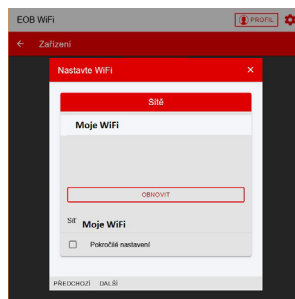 EOB WiFi
PROFIL
← Zařízení
Nastavte WiFi ×
Sítě
Moje WiFi
OBNOVIT
Síť Moje WiFi
Pokročilé nastavení
PŘEDCHOZÍ DALŠÍ